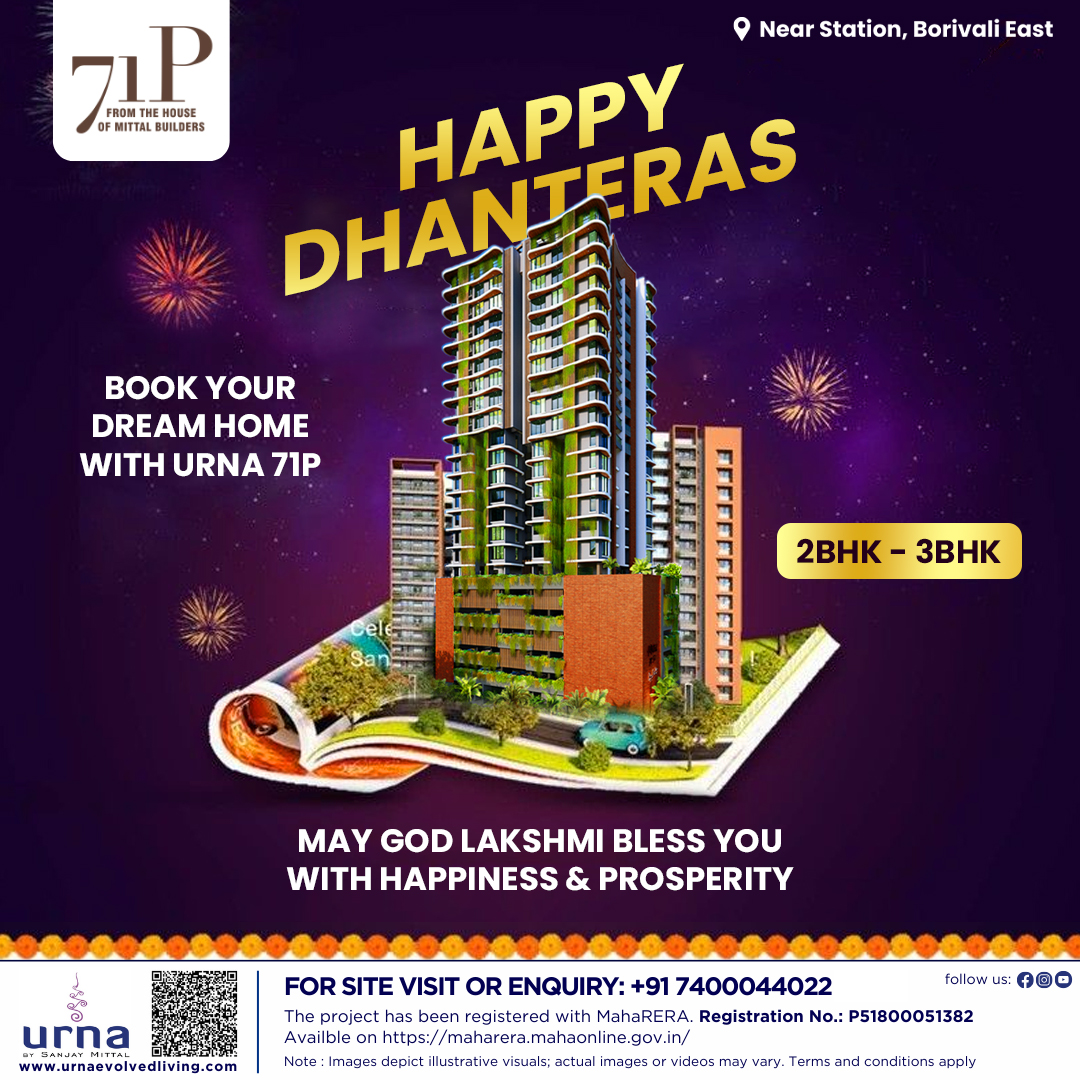 71P
FROM THE HOUSE
OF MITTAL BUILDERS
Near Station, Borivali East
HAPPY
DHANTERAS
BOOK YOUR
DREAM HOME
WITH URNA 71P
2BHK - 3BHK
MAY GOD LAKSHMI BLESS YOU
WITH HAPPINESS & PROSPERITY
urna
BY SANJAY MITTAL
www.urnaevolvedliving.com
FOR SITE VISIT OR ENQUIRY: +91 7400044022
follow us:
The project has been registered with MahaRERA. Registration No.: P51800051382
Availble on https://maharera.mahaonline.gov.in/
Note : Images depict illustrative visuals; actual images or videos may vary. Terms and conditions apply